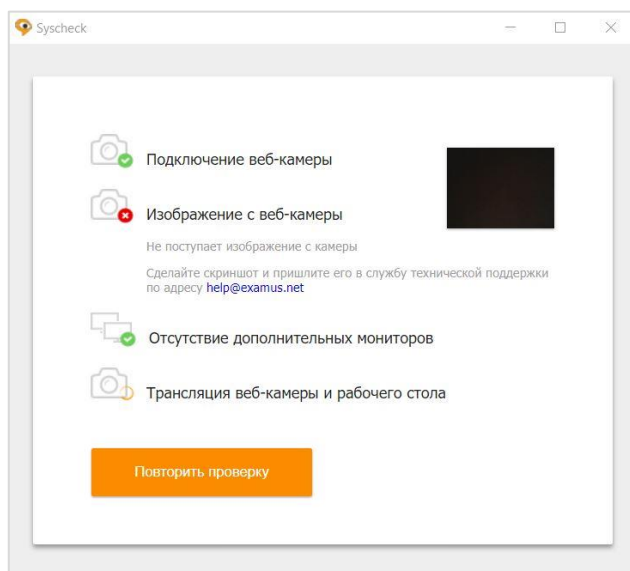 Syscheck
Подключение веб-камеры
Изображение с веб-камеры
Не поступает изображение с камеры
Сделайте скриншот и пришлите его в службу технической поддержки
по адресу help@examus.net
Отсутствие дополнительных мониторов
Трансляция веб-камеры и рабочего стола
Повторить проверку